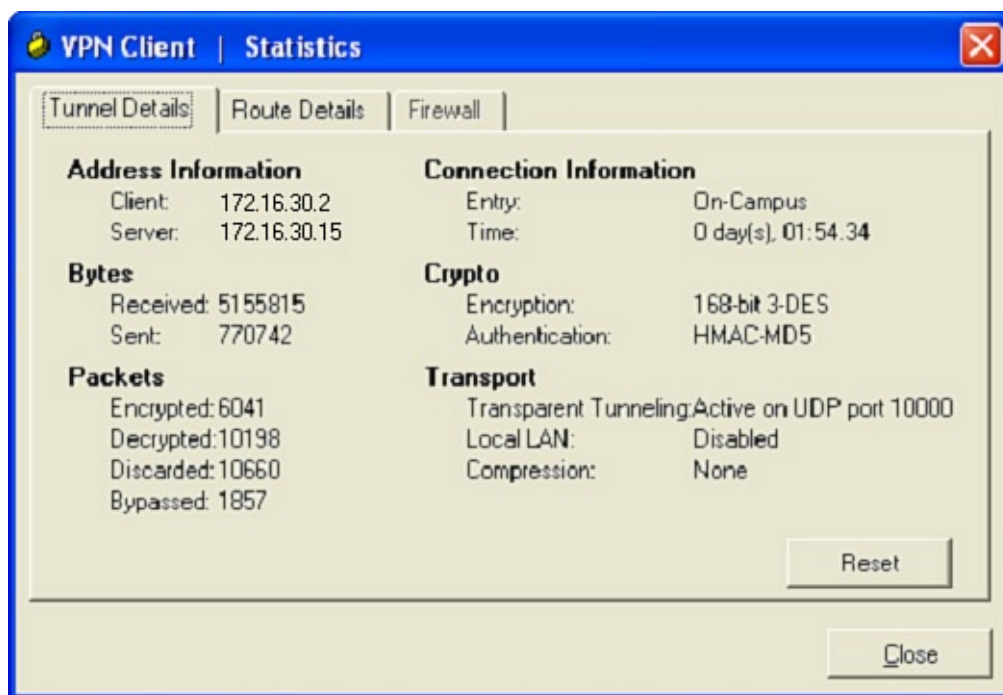 VPN Client | Statistics
Tunnel Details Route Details Firewall
Address Information
Client: 172.16.30.2
Server: 172.16.30.15
Connection Information
Entry: On-Campus
Time: 0 day(s), 01:54.34
Bytes
Received: 5155815
Sent: 770742
Crypto
Encryption: 168-bit 3-DES
Authentication: HMAC-MD5
Packets
Encrypted: 6041
Decrypted: 10198
Discarded: 10660
Bypassed: 1857
Transport
Transparent Tunneling: Active on UDP port 10000
Local LAN: Disabled
Compression: None
Reset
Close